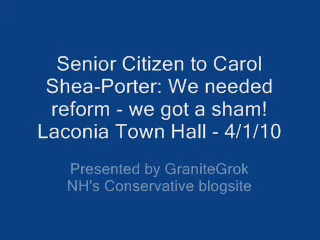 Senior Citizen to Carol
Shea-Porter: We needed
reform - we got a sham!
Laconia Town Hall - 4/1/10
Presented by GraniteGrok
NH's Conservative blogsite